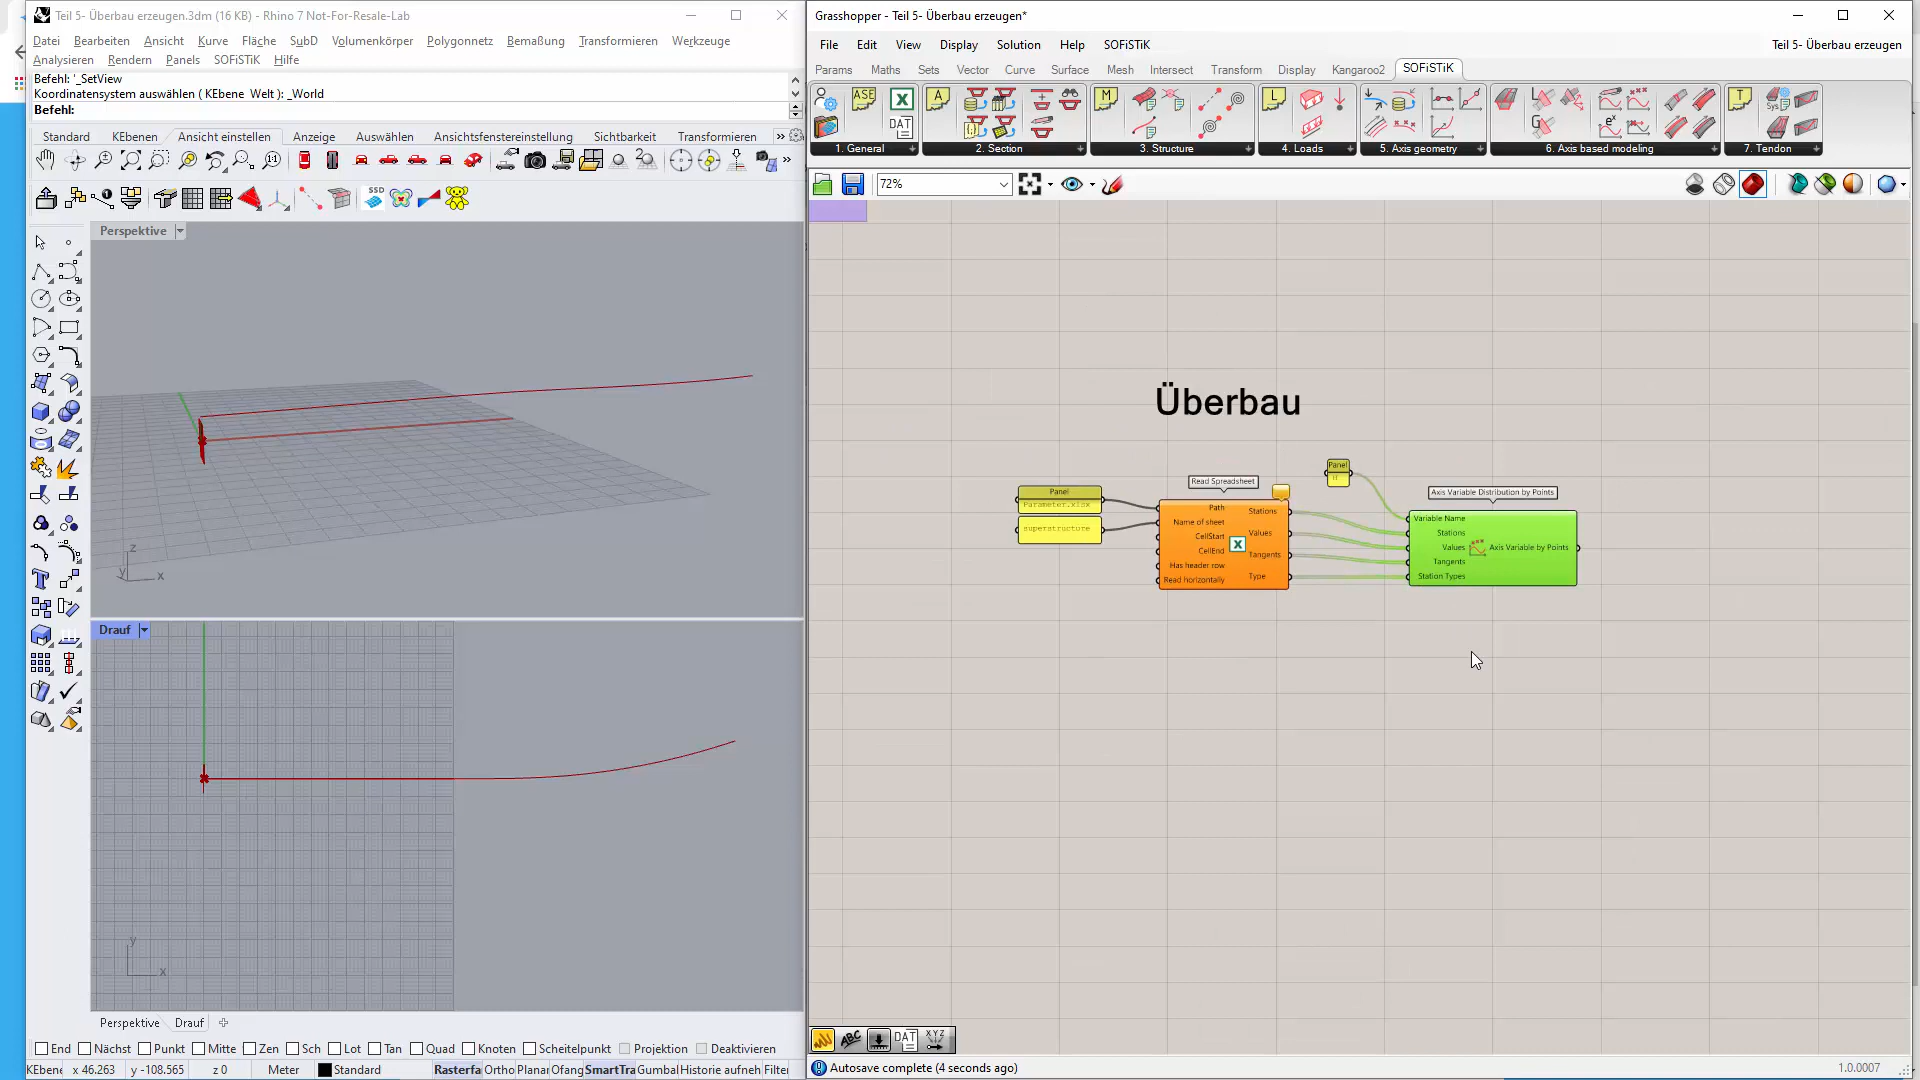 Teil 5- Überbau erzeugen.3dm (16 KB) - Rhino 7 Not-For-Resale-Lab
Datei Bearbeiten Ansicht Kurve Fläche SubD Volumenkörper Polygonnetz Bemaßung Transformieren Werkzeuge
Analysieren Rendern Panels SOFiSTiK Hilfe
Befehl: '_SetView
Koordinatensystem auswählen ( KEbene Welt ): _World
Befehl:
Standard KEbenen Ansicht einstellen Anzeige Auswählen Ansichtsfenstereinstellung Sichtbarkeit Transformieren
SSD
Perspektive
z
y
x
Drauf
y
x
Perspektive Drauf
End Nächst Punkt Mitte Zen Sch Lot Tan Quad Knoten Scheitelpunkt Projektion Deaktivieren
KEbene x 46.263 y -108.565 z 0 Meter Standard Rasterfa Ortho Planar Ofang SmartTra Gumbal Historie aufneh Filter
Grasshopper - Teil 5- Überbau erzeugen*
File Edit View Display Solution Help SOFiSTiK
Teil 5- Überbau erzeugen
Params Maths Sets Vector Curve Surface Mesh Intersect Transform Display Kangaroo2 SOFiSTiK
1. General 2. Section 3. Structure 4. Loads 5. Axis geometry 6. Axis based modeling 7. Tendon
72%
Überbau
Panel
Parameter.xlsx
superstructure
Read Spreadsheet
Path
Name of sheet
CellStart
CellEnd
Has header row
Read horizontally
Stations
Values
Tangents
Type
Panel
Axis Variable Distribution by Points
Variable Name
Stations
Values
Tangents
Station Types
Axis Variable by Points
Autosave complete (4 seconds ago)
1.0.0007